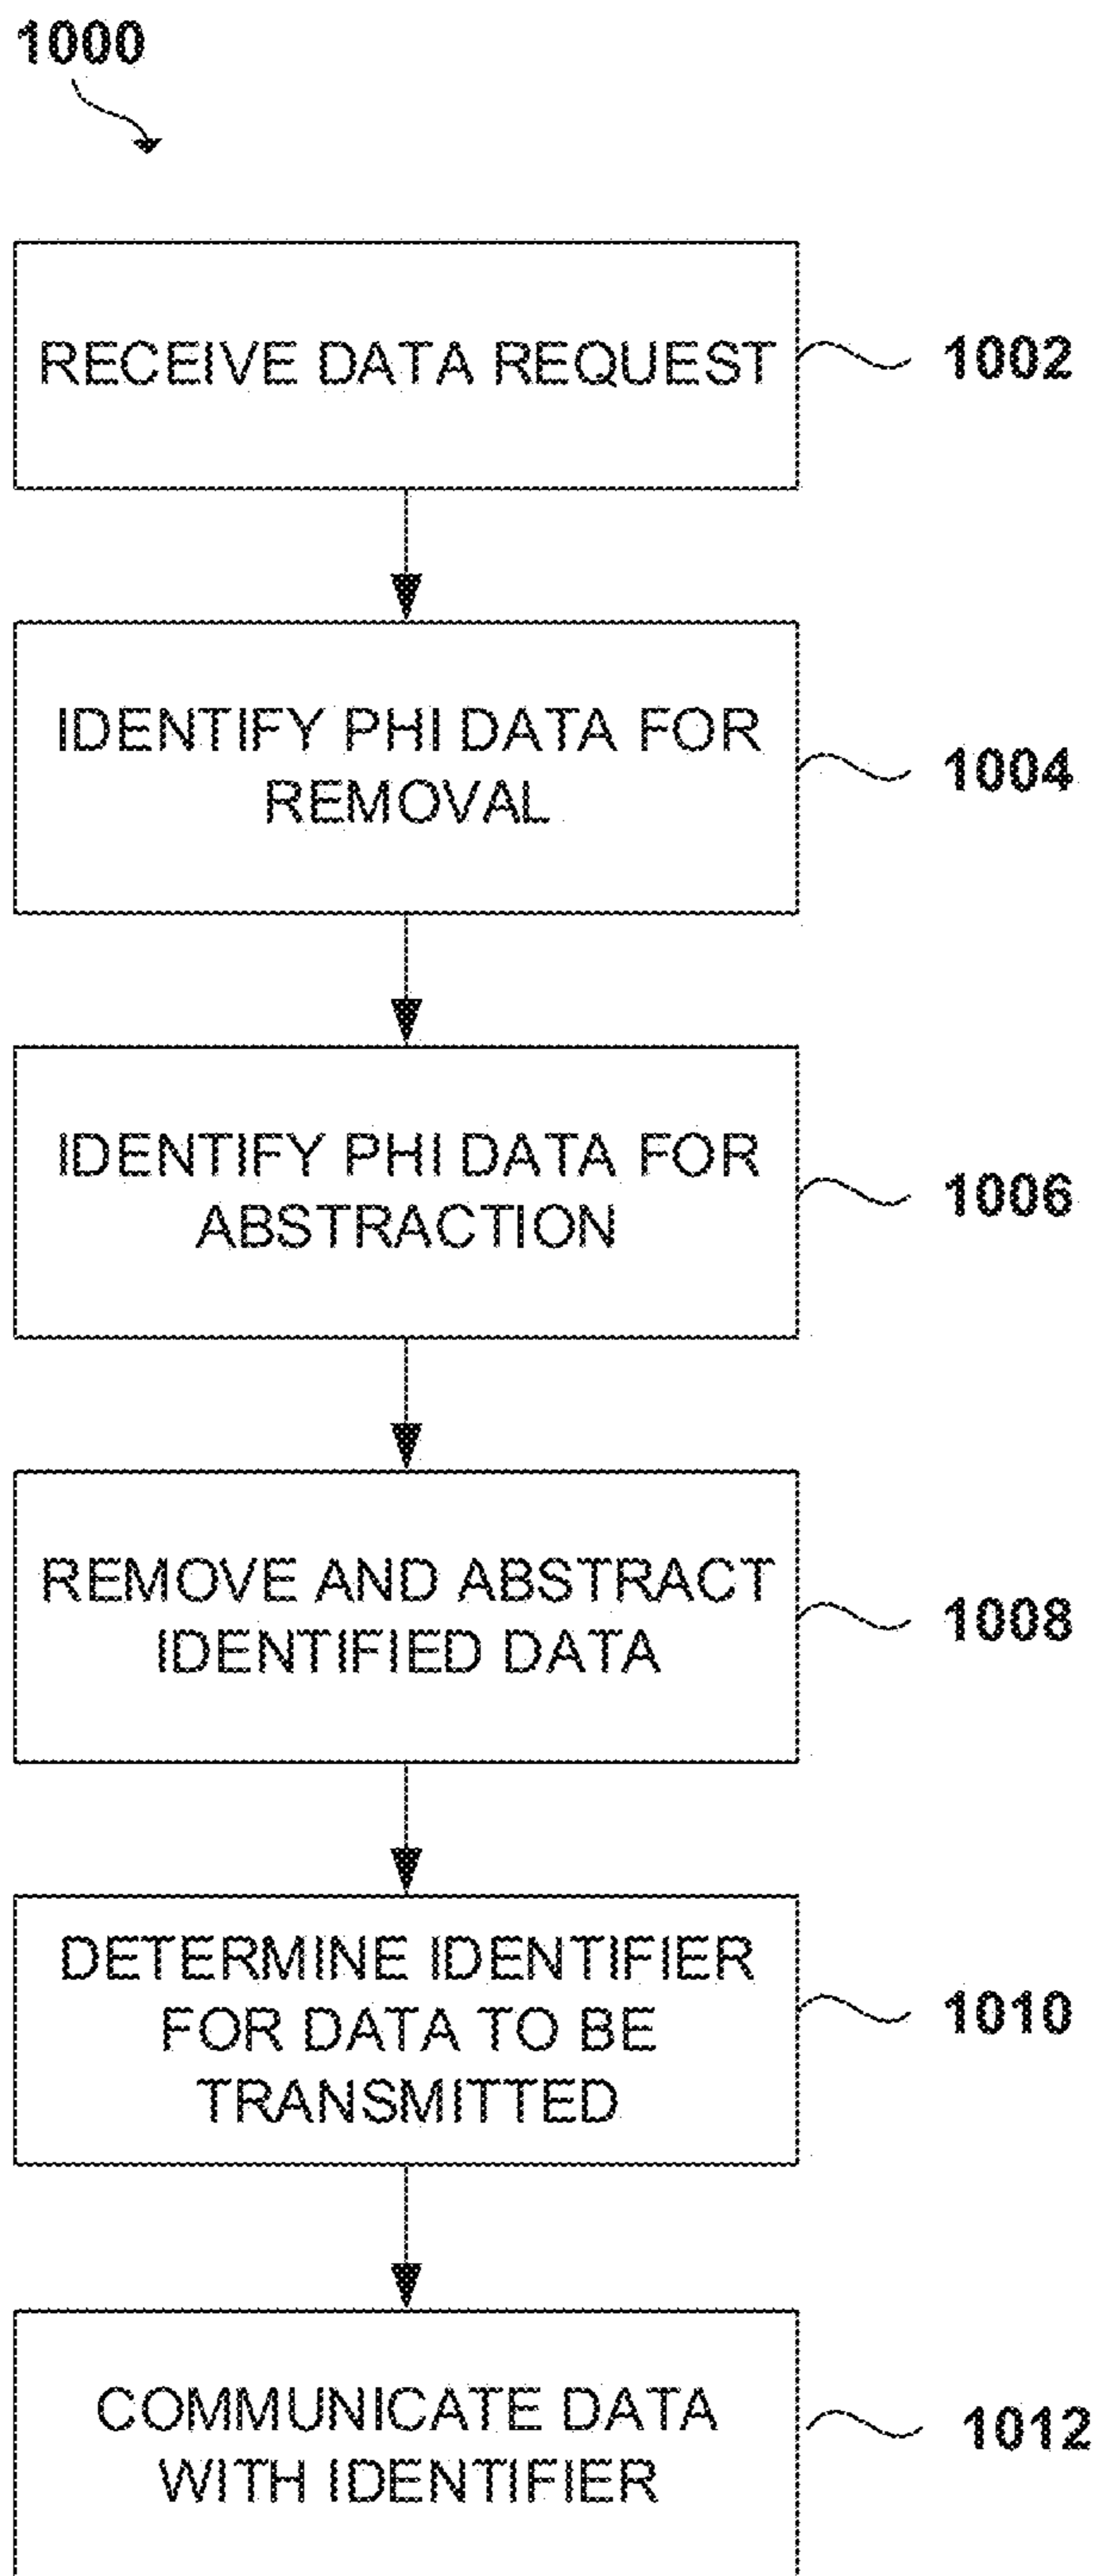 1000
RECEIVE DATA REQUEST
1002
IDENTIFY PHI DATA FOR
REMOVAL
1004
IDENTIFY PHI DATA FOR
ABSTRACTION
1006
REMOVE AND ABSTRACT
IDENTIFIED DATA
1008
DETERMINE IDENTIFIER
FOR DATA TO BE
TRANSMITTED
1010
COMMUNICATE DATA
WITH IDENTIFIER
1012